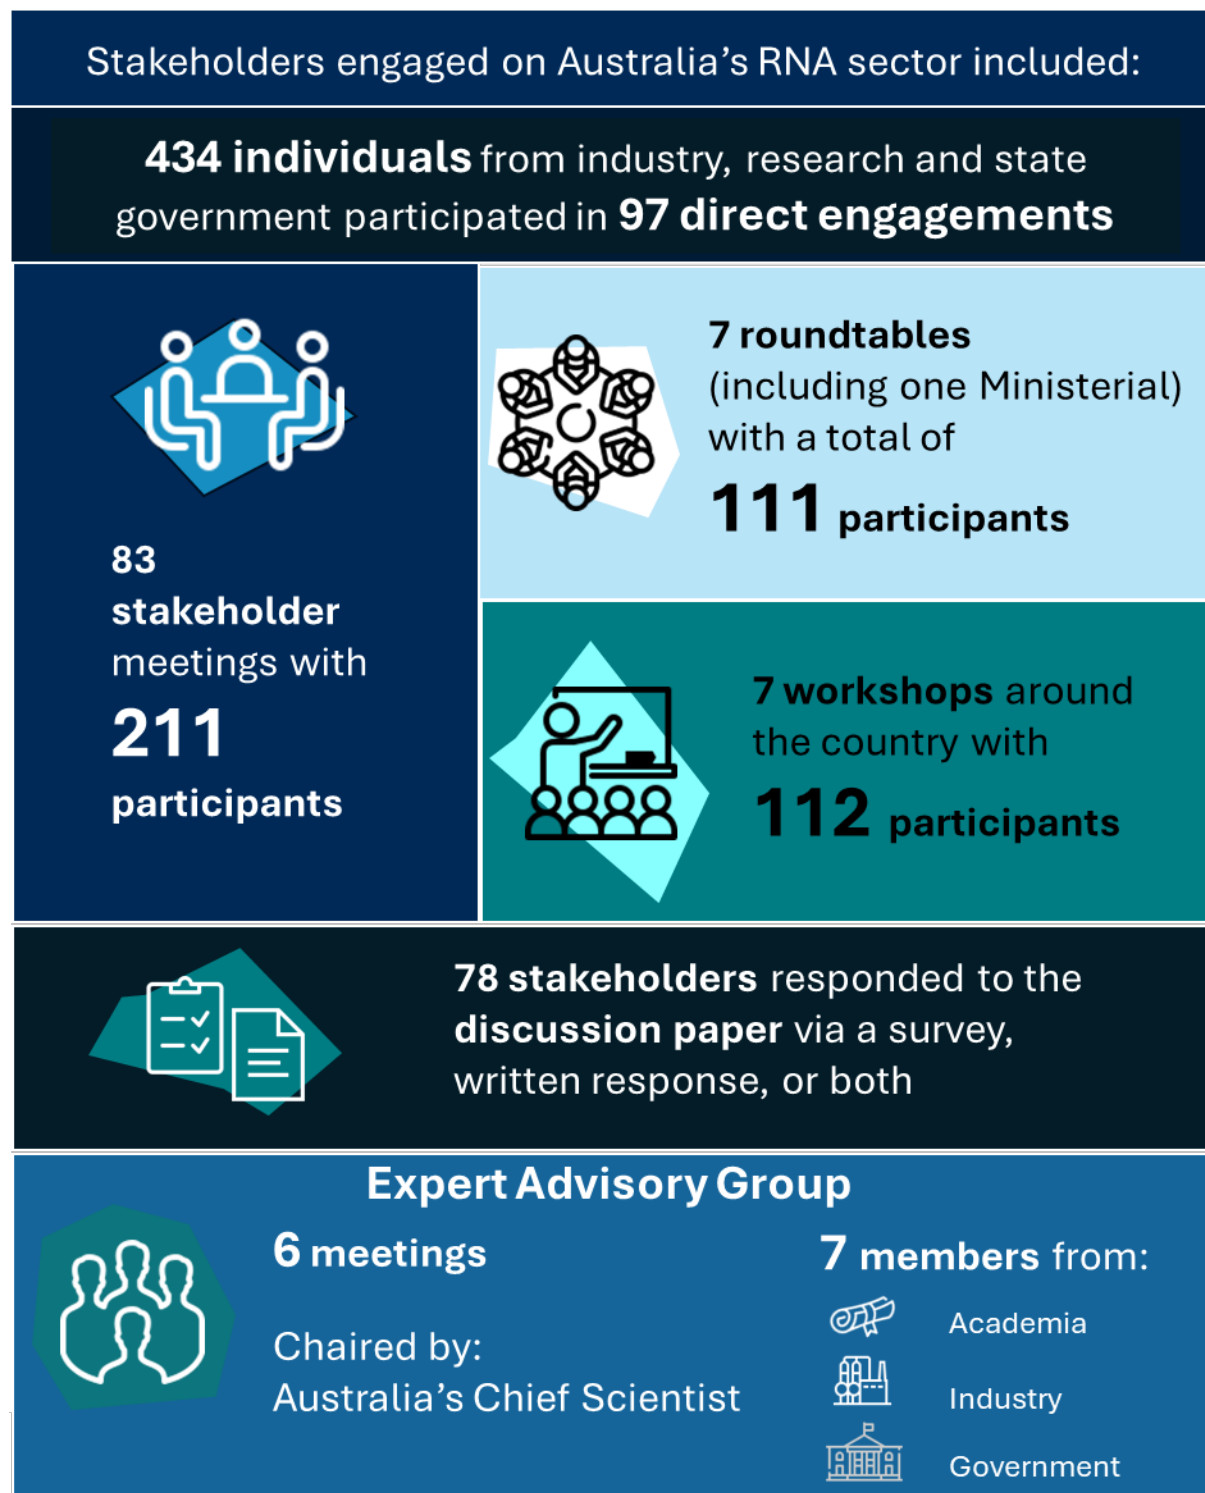 Stakeholders engaged on Australia’s RNA sector included:
434 individuals from industry, research and state
government participated in 97 direct engagements
83
stakeholder
meetings with
211
participants
7 roundtables
(including one Ministerial)
with a total of
111 participants
7 workshops around
the country with
112 participants
78 stakeholders responded to the
discussion paper via a survey,
written response, or both
Expert Advisory Group
6 meetings
Chaired by:
Australia’s Chief Scientist
7 members from:
Academia
Industry
Government